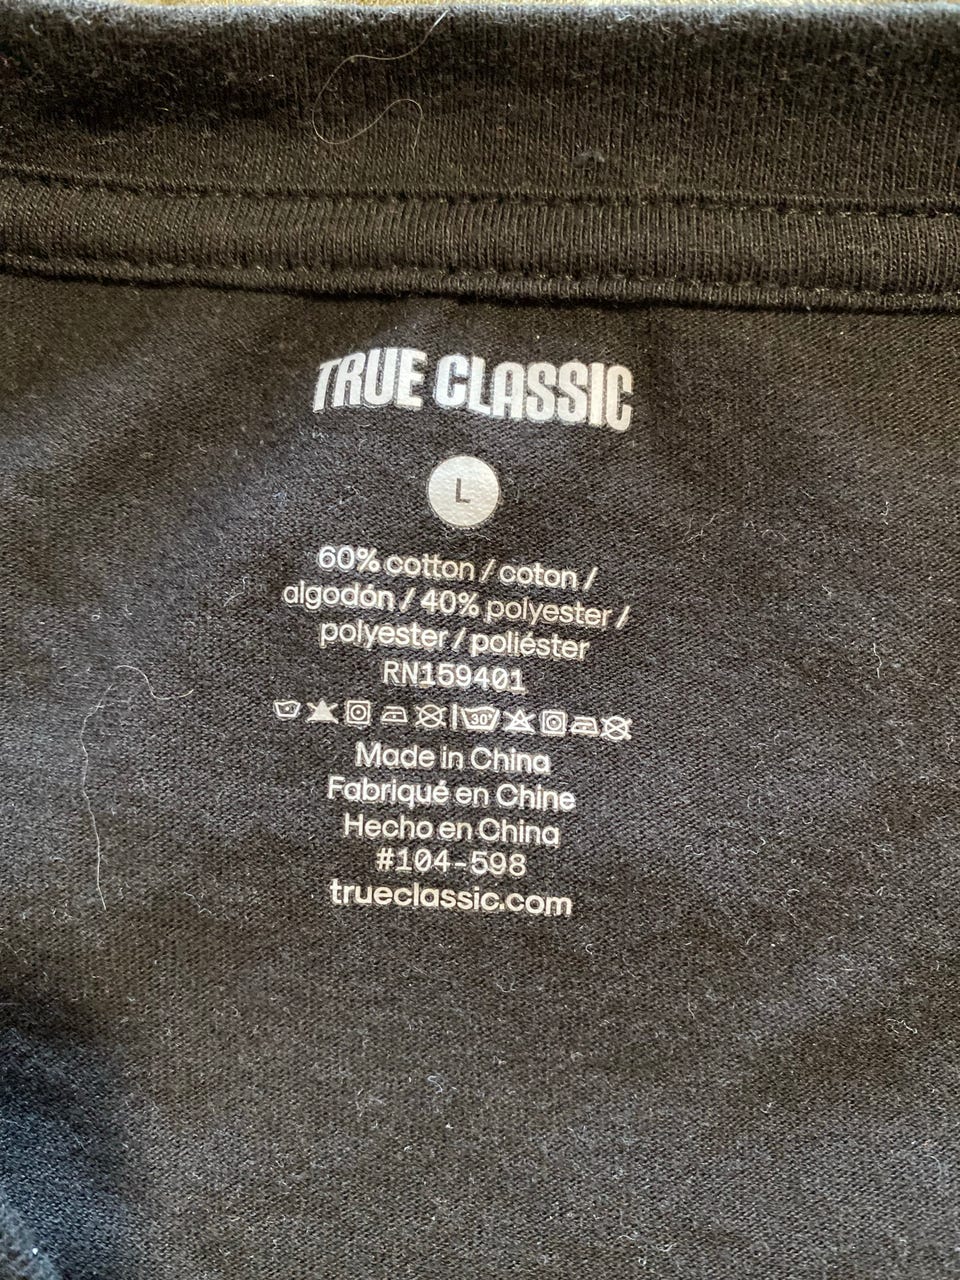 TRUE CLASSIC
L
60% cotton / coton /
algodón / 40% polyester /
polyester / poliéster
RN159401
30°
Made in China
Fabriqué en Chine
Hecho en China
#104-598
trueclassic.com